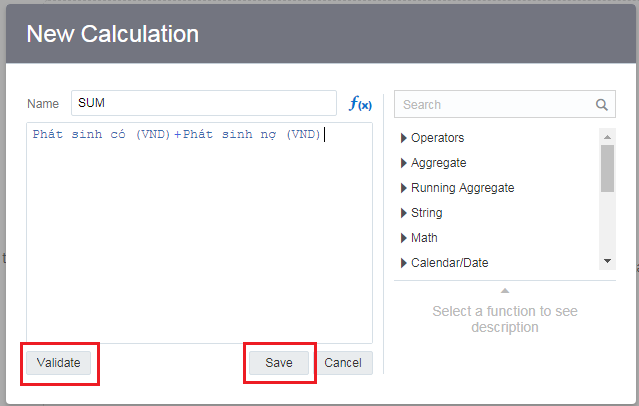 New Calculation
Name SUM f(x)
Phát sinh có (VND)+Phát sinh nợ (VND)
Validate Save Cancel
Search
Operators
Aggregate
Running Aggregate
String
Math
Calendar/Date
Select a function to see
description